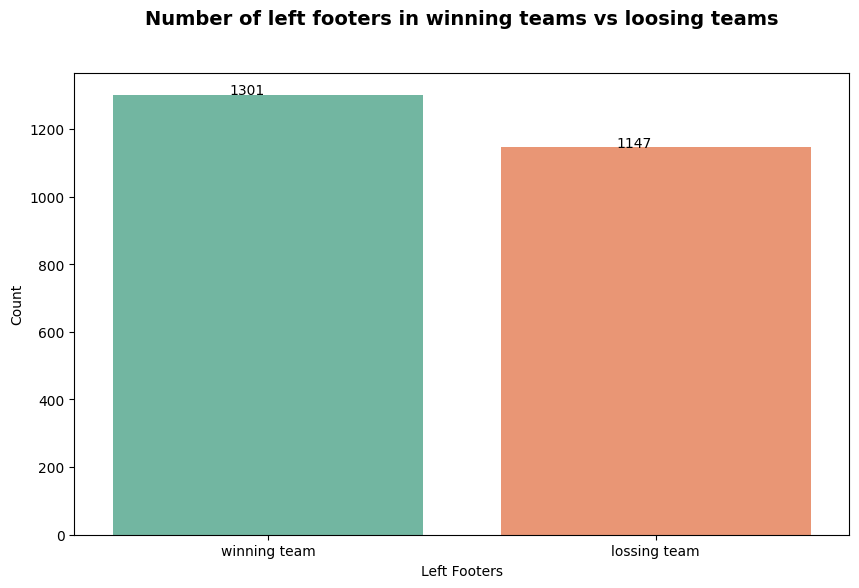 Number of left footers in winning teams vs loosing teams
1301
1147
1200
1000
800
600
400
200
0
Count
winning team
lossing team
Left Footers